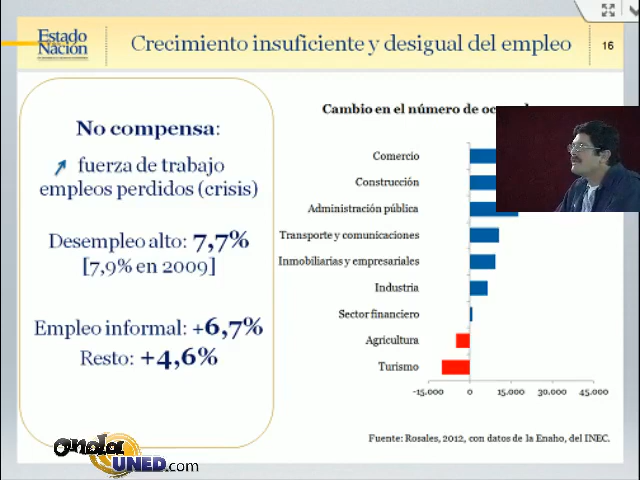 Estado
Nación
Crecimiento insuficiente y desigual del empleo
16
No compensa:
fuerza de trabajo
empleos perdidos (crisis)
Desempleo alto: 7,7%
[7,9% en 2009]
Empleo informal: +6,7%
Resto: +4,6%
Cambio en el número de
Comercio
Construcción
Administración pública
Transporte y comunicaciones
Inmobiliarias y empresariales
Industria
Sector financiero
Agricultura
Turismo
-15.000 0 15.000 30.000 45.000
Fuente: Rosales, 2012, con datos de la Enaho, del INEC.
onda
UNED.com